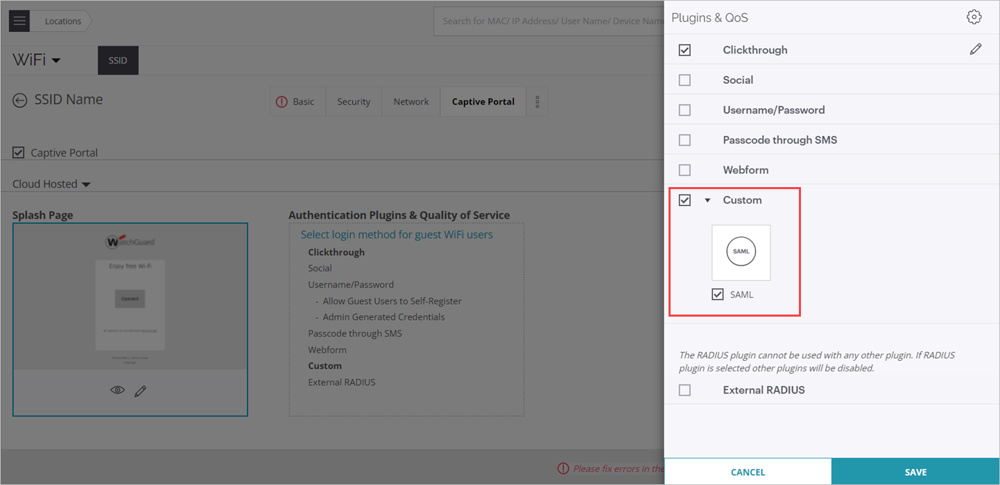 Locations
Search for MAC/ IP Address/ User Name/ Device Name
WiFi
SSID
SSID Name
Basic
Security
Network
Captive Portal
Captive Portal
Cloud Hosted
Splash Page
WatchGuard
Enjoy free Wi-Fi
Connect
Authentication Plugins & Quality of Service
Select login method for guest WiFi users
Clickthrough
Social
Username/Password
- Allow Guest Users to Self-Register
- Admin Generated Credentials
Passcode through SMS
Webform
Custom
External RADIUS
Please fix errors in the
Plugins & QoS
Clickthrough
Social
Username/Password
Passcode through SMS
Webform
Custom
SAML
SAML
The RADIUS plugin cannot be used with any other plugin. If RADIUS
plugin is selected other plugins will be disabled.
External RADIUS
CANCEL
SAVE